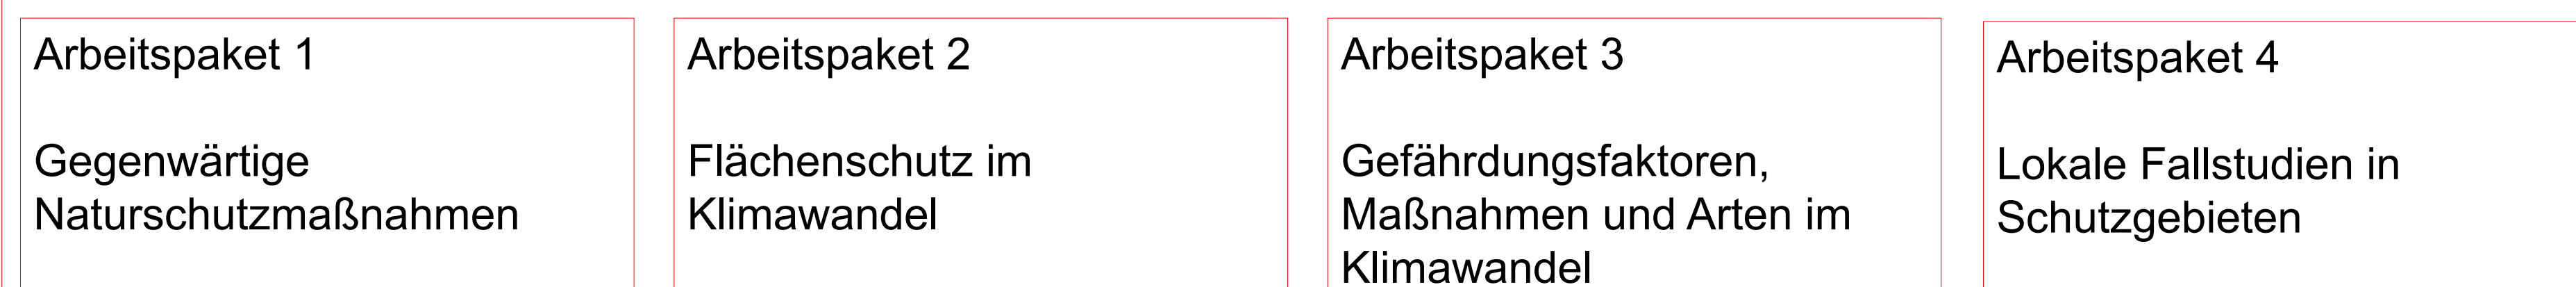 Arbeitspaket 1
Gegenwärtige
Naturschutzmaßnahmen
Arbeitspaket 2
Flächenschutz im
Klimawandel
Arbeitspaket 3
Gefährdungsfaktoren,
Maßnahmen und Arten im
Klimawandel
Arbeitspaket 4
Lokale Fallstudien in
Schutzgebieten